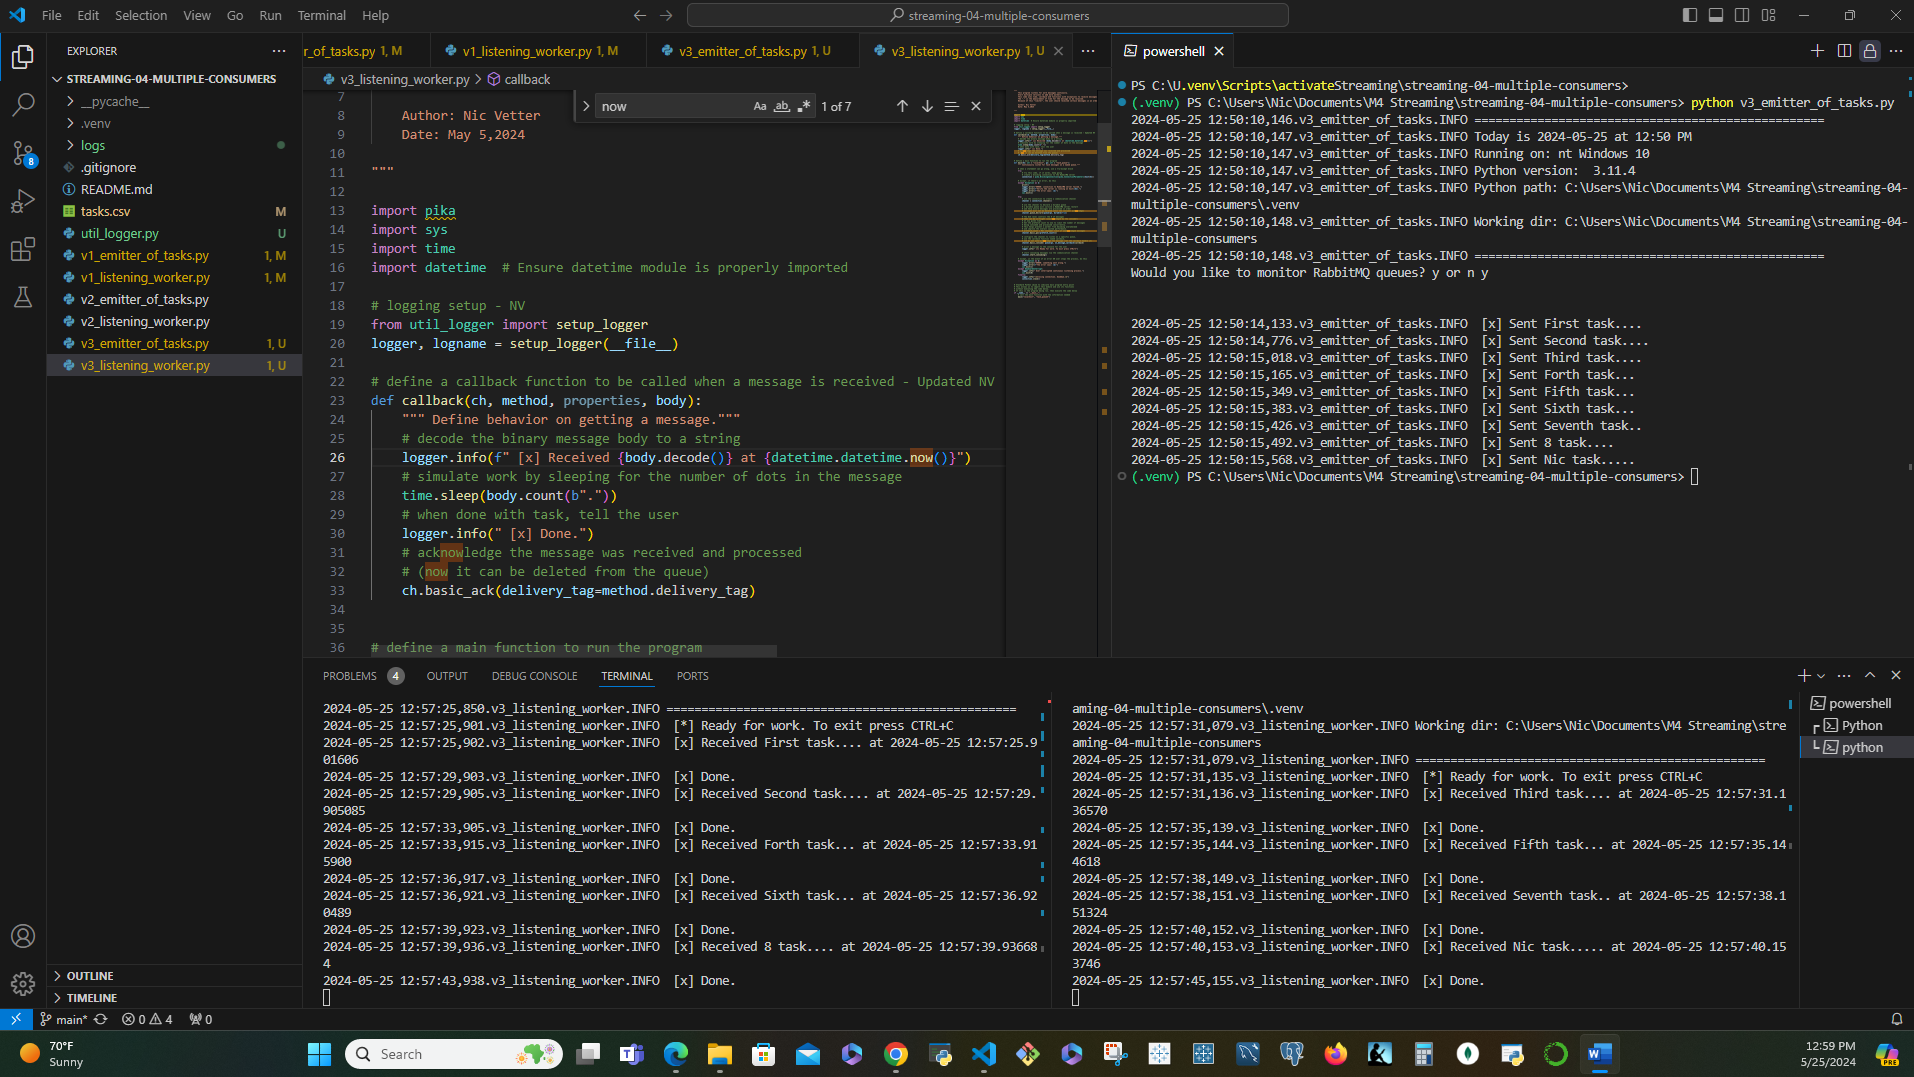 File Edit Selection View Go Run Terminal Help
streaming-04-multiple-consumers
EXPLORER
STREAMING-04-MULTIPLE-CONSUMERS
__pycache__
.venv
logs
.gitignore
README.md
tasks.csv M
util_logger.py U
v1_emitter_of_tasks.py 1, M
v1_listening_worker.py 1, M
v2_emitter_of_tasks.py
v2_listening_worker.py
v3_emitter_of_tasks.py 1, U
v3_listening_worker.py 1, U
OUTLINE
TIMELINE
8
r_of_tasks.py 1, M v1_listening_worker.py 1, M v3_emitter_of_tasks.py 1, U v3_listening_worker.py 1, U
v3_listening_worker.py > callback
now Aa ab 1 of 7
7
8 Author: Nic Vetter
9 Date: May 5,2024
10
11 """
12
13 import pika
14 import sys
15 import time
16 import datetime  # Ensure datetime module is properly imported
17
18 # logging setup - NV
19 from util_logger import setup_logger
20 logger, logname = setup_logger(__file__)
21
22 # define a callback function to be called when a message is received - Updated NV
23 def callback(ch, method, properties, body):
24 """ Define behavior on getting a message."""
25 # decode the binary message body to a string
26 logger.info(f" [x] Received {body.decode()} at {datetime.datetime.now()}")
27 # simulate work by sleeping for the number of dots in the message
28 time.sleep(body.count(b"."))
29 # when done with task, tell the user
30 logger.info(" [x] Done.")
31 # acknowledge the message was received and processed
32 # (now it can be deleted from the queue)
33 ch.basic_ack(delivery_tag=method.delivery_tag)
34
35
36 # define a main function to run the program
powershell
PS C:\U.venv\Scripts\activateStreaming\streaming-04-multiple-consumers>
(.venv) PS C:\Users\Nic\Documents\M4 Streaming\streaming-04-multiple-consumers> python v3_emitter_of_tasks.py
2024-05-25 12:50:10,146.v3_emitter_of_tasks.INFO ==================================================
2024-05-25 12:50:10,147.v3_emitter_of_tasks.INFO Today is 2024-05-25 at 12:50 PM
2024-05-25 12:50:10,147.v3_emitter_of_tasks.INFO Running on: nt Windows 10
2024-05-25 12:50:10,147.v3_emitter_of_tasks.INFO Python version:  3.11.4
2024-05-25 12:50:10,147.v3_emitter_of_tasks.INFO Python path: C:\Users\Nic\Documents\M4 Streaming\streaming-04-
multiple-consumers\.venv
2024-05-25 12:50:10,148.v3_emitter_of_tasks.INFO Working dir: C:\Users\Nic\Documents\M4 Streaming\streaming-04-
multiple-consumers
2024-05-25 12:50:10,148.v3_emitter_of_tasks.INFO ==================================================
Would you like to monitor RabbitMQ queues? y or n y
2024-05-25 12:50:14,133.v3_emitter_of_tasks.INFO  [x] Sent First task....
2024-05-25 12:50:14,776.v3_emitter_of_tasks.INFO  [x] Sent Second task....
2024-05-25 12:50:15,018.v3_emitter_of_tasks.INFO  [x] Sent Third task....
2024-05-25 12:50:15,165.v3_emitter_of_tasks.INFO  [x] Sent Forth task...
2024-05-25 12:50:15,349.v3_emitter_of_tasks.INFO  [x] Sent Fifth task...
2024-05-25 12:50:15,383.v3_emitter_of_tasks.INFO  [x] Sent Sixth task...
2024-05-25 12:50:15,426.v3_emitter_of_tasks.INFO  [x] Sent Seventh task..
2024-05-25 12:50:15,492.v3_emitter_of_tasks.INFO  [x] Sent 8 task....
2024-05-25 12:50:15,568.v3_emitter_of_tasks.INFO  [x] Sent Nic task.....
(.venv) PS C:\Users\Nic\Documents\M4 Streaming\streaming-04-multiple-consumers>
PROBLEMS 4 OUTPUT DEBUG CONSOLE TERMINAL PORTS
2024-05-25 12:57:25,850.v3_listening_worker.INFO ==================================================
2024-05-25 12:57:25,901.v3_listening_worker.INFO  [*] Ready for work. To exit press CTRL+C
2024-05-25 12:57:25,902.v3_listening_worker.INFO  [x] Received First task.... at 2024-05-25 12:57:25.9
01606
2024-05-25 12:57:29,903.v3_listening_worker.INFO  [x] Done.
2024-05-25 12:57:29,905.v3_listening_worker.INFO  [x] Received Second task.... at 2024-05-25 12:57:29.
905085
2024-05-25 12:57:33,905.v3_listening_worker.INFO  [x] Done.
2024-05-25 12:57:33,915.v3_listening_worker.INFO  [x] Received Forth task... at 2024-05-25 12:57:33.91
5900
2024-05-25 12:57:36,917.v3_listening_worker.INFO  [x] Done.
2024-05-25 12:57:36,921.v3_listening_worker.INFO  [x] Received Sixth task... at 2024-05-25 12:57:36.92
0489
2024-05-25 12:57:39,923.v3_listening_worker.INFO  [x] Done.
2024-05-25 12:57:39,936.v3_listening_worker.INFO  [x] Received 8 task.... at 2024-05-25 12:57:39.93668
4
2024-05-25 12:57:43,938.v3_listening_worker.INFO  [x] Done.
aming-04-multiple-consumers\.venv
2024-05-25 12:57:31,079.v3_listening_worker.INFO Working dir: C:\Users\Nic\Documents\M4 Streaming\stre
aming-04-multiple-consumers
2024-05-25 12:57:31,079.v3_listening_worker.INFO ==================================================
2024-05-25 12:57:31,135.v3_listening_worker.INFO  [*] Ready for work. To exit press CTRL+C
2024-05-25 12:57:31,136.v3_listening_worker.INFO  [x] Received Third task.... at 2024-05-25 12:57:31.1
36570
2024-05-25 12:57:35,139.v3_listening_worker.INFO  [x] Done.
2024-05-25 12:57:35,144.v3_listening_worker.INFO  [x] Received Fifth task... at 2024-05-25 12:57:35.14
4618
2024-05-25 12:57:38,149.v3_listening_worker.INFO  [x] Done.
2024-05-25 12:57:38,151.v3_listening_worker.INFO  [x] Received Seventh task.. at 2024-05-25 12:57:38.1
51324
2024-05-25 12:57:40,152.v3_listening_worker.INFO  [x] Done.
2024-05-25 12:57:40,153.v3_listening_worker.INFO  [x] Received Nic task..... at 2024-05-25 12:57:40.15
3746
2024-05-25 12:57:45,155.v3_listening_worker.INFO  [x] Done.
powershell
Python
python
main* 0 4 0
70°F
Sunny
Search
12:59 PM
5/25/2024
PRE